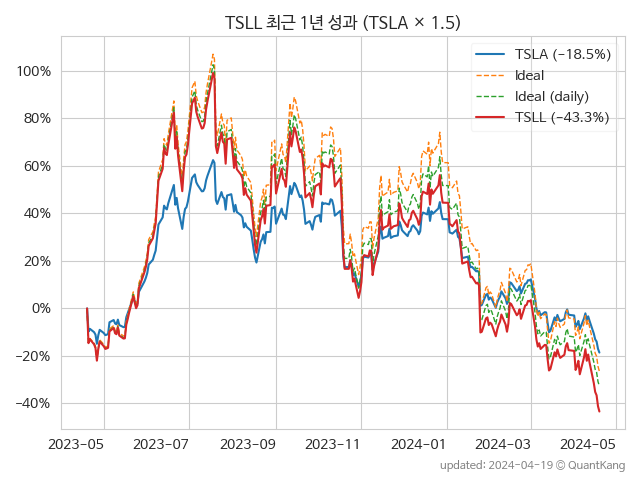 TSLL 최근 1년 성과 (TSLA × 1.5)
TSLA (−18.5%)
Ideal
Ideal (daily)
TSLL (−43.3%)
100%
80%
60%
40%
20%
0%
−20%
−40%
2023-05 2023-07 2023-09 2023-11 2024-01 2024-03 2024-05
updated: 2024-04-19 © QuantKang